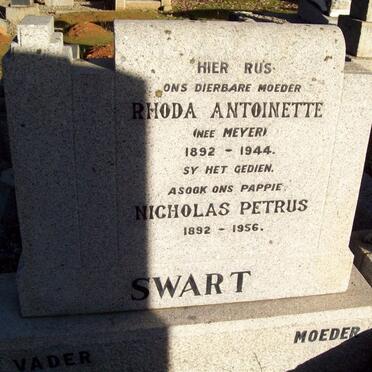 HIER RUS
ONS DIERBARE MOEDER
RHODA ANTOINETTE
(NEE MEYER)
1892 - 1944.
SY HET GEDIEN.
ASOOK ONS PAPPIE.
NICHOLAS PETRUS
1892 - 1956.
SWART
VADER
MOEDER